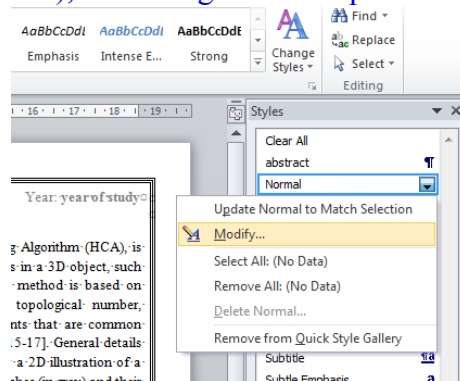 AaBbCcDdE AaBbCcDdE AaBbCcDdE
Emphasis Intense E... Strong
Change Styles
Find
Replace
Select
Editing
· 16 · · 17 · · 18 · 19 ·
Styles
Clear All
abstract ¶
Normal
Year: year of study
Update Normal to Match Selection
Modify...
Select All: (No Data)
Remove All: (No Data)
Delete Normal...
Remove from Quick Style Gallery
Algorithm (HCA), is
in a 3D object, such
method is based on
topological number,
nts that are common
5-17]. General details
a 2D illustration of a
Subtitle ¶a
Subtle Emphasis a